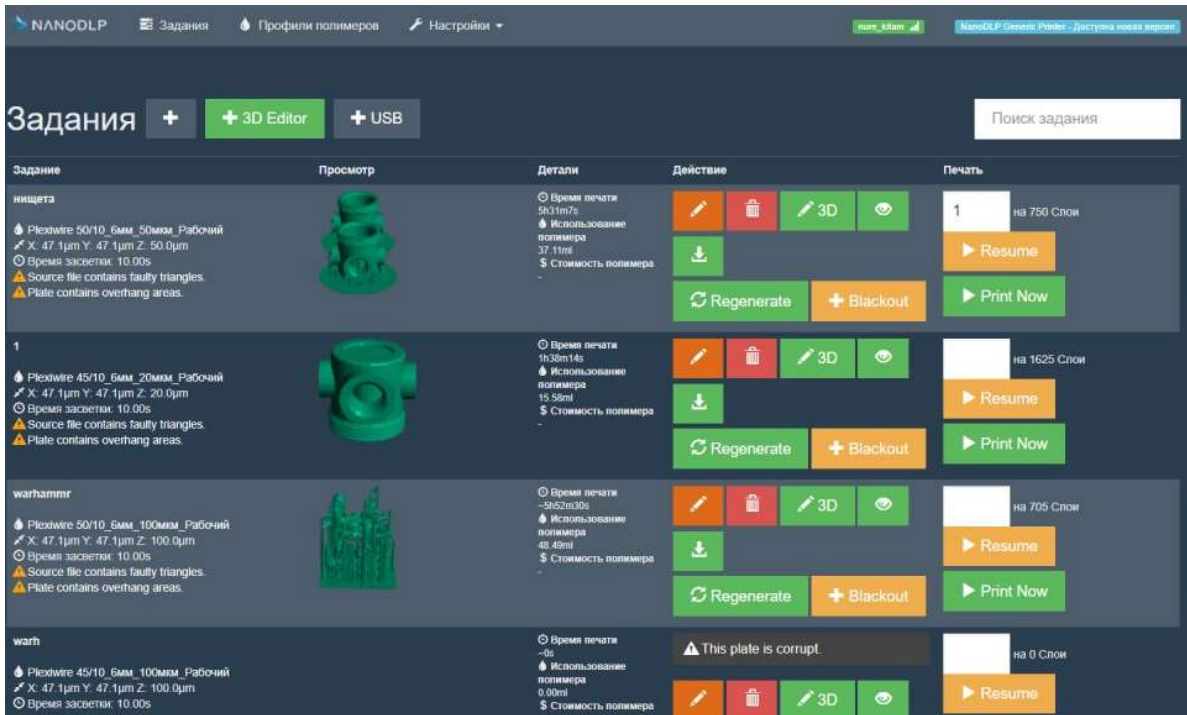 NANODLP
Задания
Профили полимеров
Настройки
nure_kitam
NanoDLP Generic Printer - Доступна новая версия
Задания
3D Editor
USB
Поиск задания
Задание
Просмотр
Детали
Действие
Печать
нищета
Plexiwire 50/10_6мм_50мкм_Рабочий
X: 47.1µm Y: 47.1µm Z: 50.0µm
Время засветки: 10.00s
Source file contains faulty triangles.
Plate contains overhang areas.
Время печати
5h31m7s
Использование
полимера
37.11ml
$ Стоимость полимера
-
3D
Regenerate
Blackout
1
на 750 Слои
Resume
Print Now
1
Plexiwire 45/10_6мм_20мкм_Рабочий
X: 47.1µm Y: 47.1µm Z: 20.0µm
Время засветки: 10.00s
Source file contains faulty triangles.
Plate contains overhang areas.
Время печати
1h38m14s
Использование
полимера
15.58ml
$ Стоимость полимера
-
3D
Regenerate
Blackout
на 1625 Слои
Resume
Print Now
warhammr
Plexiwire 50/10_6мм_100мкм_Рабочий
X: 47.1µm Y: 47.1µm Z: 100.0µm
Время засветки: 10.00s
Source file contains faulty triangles.
Plate contains overhang areas.
Время печати
~5h52m30s
Использование
полимера
48.49ml
$ Стоимость полимера
-
3D
Regenerate
Blackout
на 705 Слои
Resume
Print Now
warh
Plexiwire 45/10_6мм_100мкм_Рабочий
X: 47.1µm Y: 47.1µm Z: 100.0µm
Время засветки: 10.00s
Время печати
~0s
Использование
полимера
0.00ml
$ Стоимость полимера
This plate is corrupt.
3D
на 0 Слои
Resume